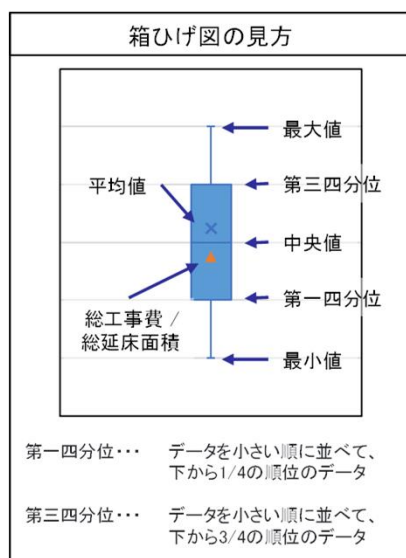 箱ひげ図の見方
最大値
平均値
第三四分位
中央値
第一四分位
総工事費 /
総延床面積
最小値
第一四分位・・・ データを小さい順に並べて、
下から1/4の順位のデータ
第三四分位・・・ データを小さい順に並べて、
下から3/4の順位のデータ